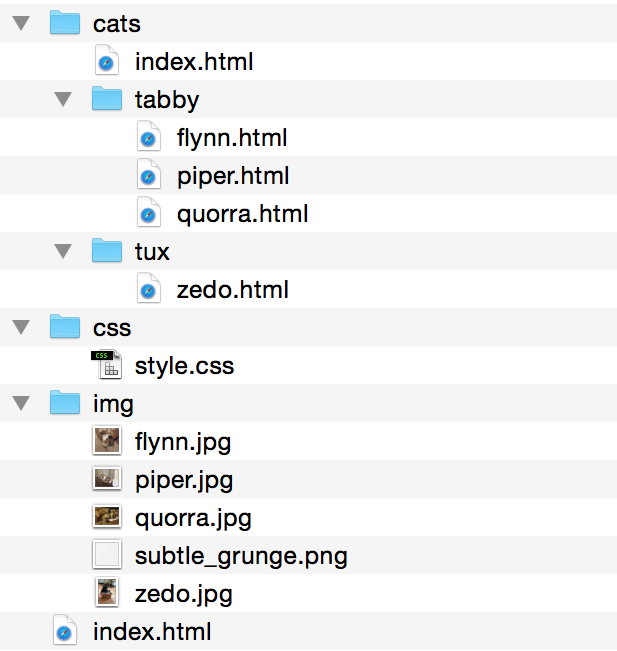 cats
index.html
tabby
flynn.html
piper.html
quorra.html
tux
zedo.html
css
CSS
style.css
img
flynn.jpg
piper.jpg
quorra.jpg
subtle_grunge.png
zedo.jpg
index.html